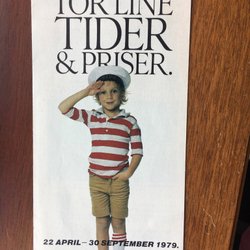 TOR LINE
TIDER
& PRISER.
22 APRIL – 30 SEPTEMBER 1979.